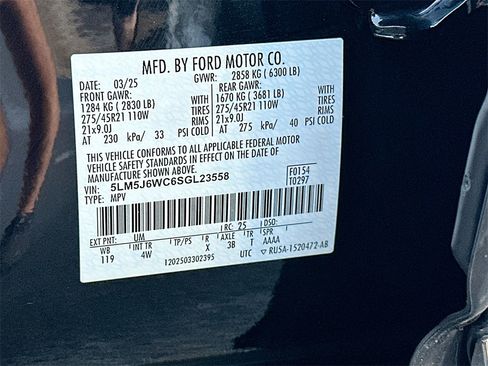 MFD. BY FORD MOTOR CO.
DATE: 03/25 GVWR: 2858 KG ( 6300 LB)
FRONT GAWR: REAR GAWR:
1284 KG ( 2830 LB) WITH 1670 KG ( 3681 LB) WITH
275/45R21 110W TIRES 275/45R21 110W TIRES
21x9.0J RIMS 21x9.0J RIMS
AT 230 kPa/ 33 PSI COLD AT 275 kPa/ 40 PSI COLD
THIS VEHICLE CONFORMS TO ALL APPLICABLE FEDERAL MOTOR
VEHICLE SAFETY STANDARDS IN EFFECT ON THE DATE OF
MANUFACTURE SHOWN ABOVE.
VIN: 5LM5J6WC6SGL23558 F0154
TYPE: MPV T0297
EXT PNT: UM RC: 25 DSO:
WB INT TR TP/PS R AXLE TR SPR
119 4W X 3B T AAAA
1202503302395 UTC ▽ RU5A-1520472-AB